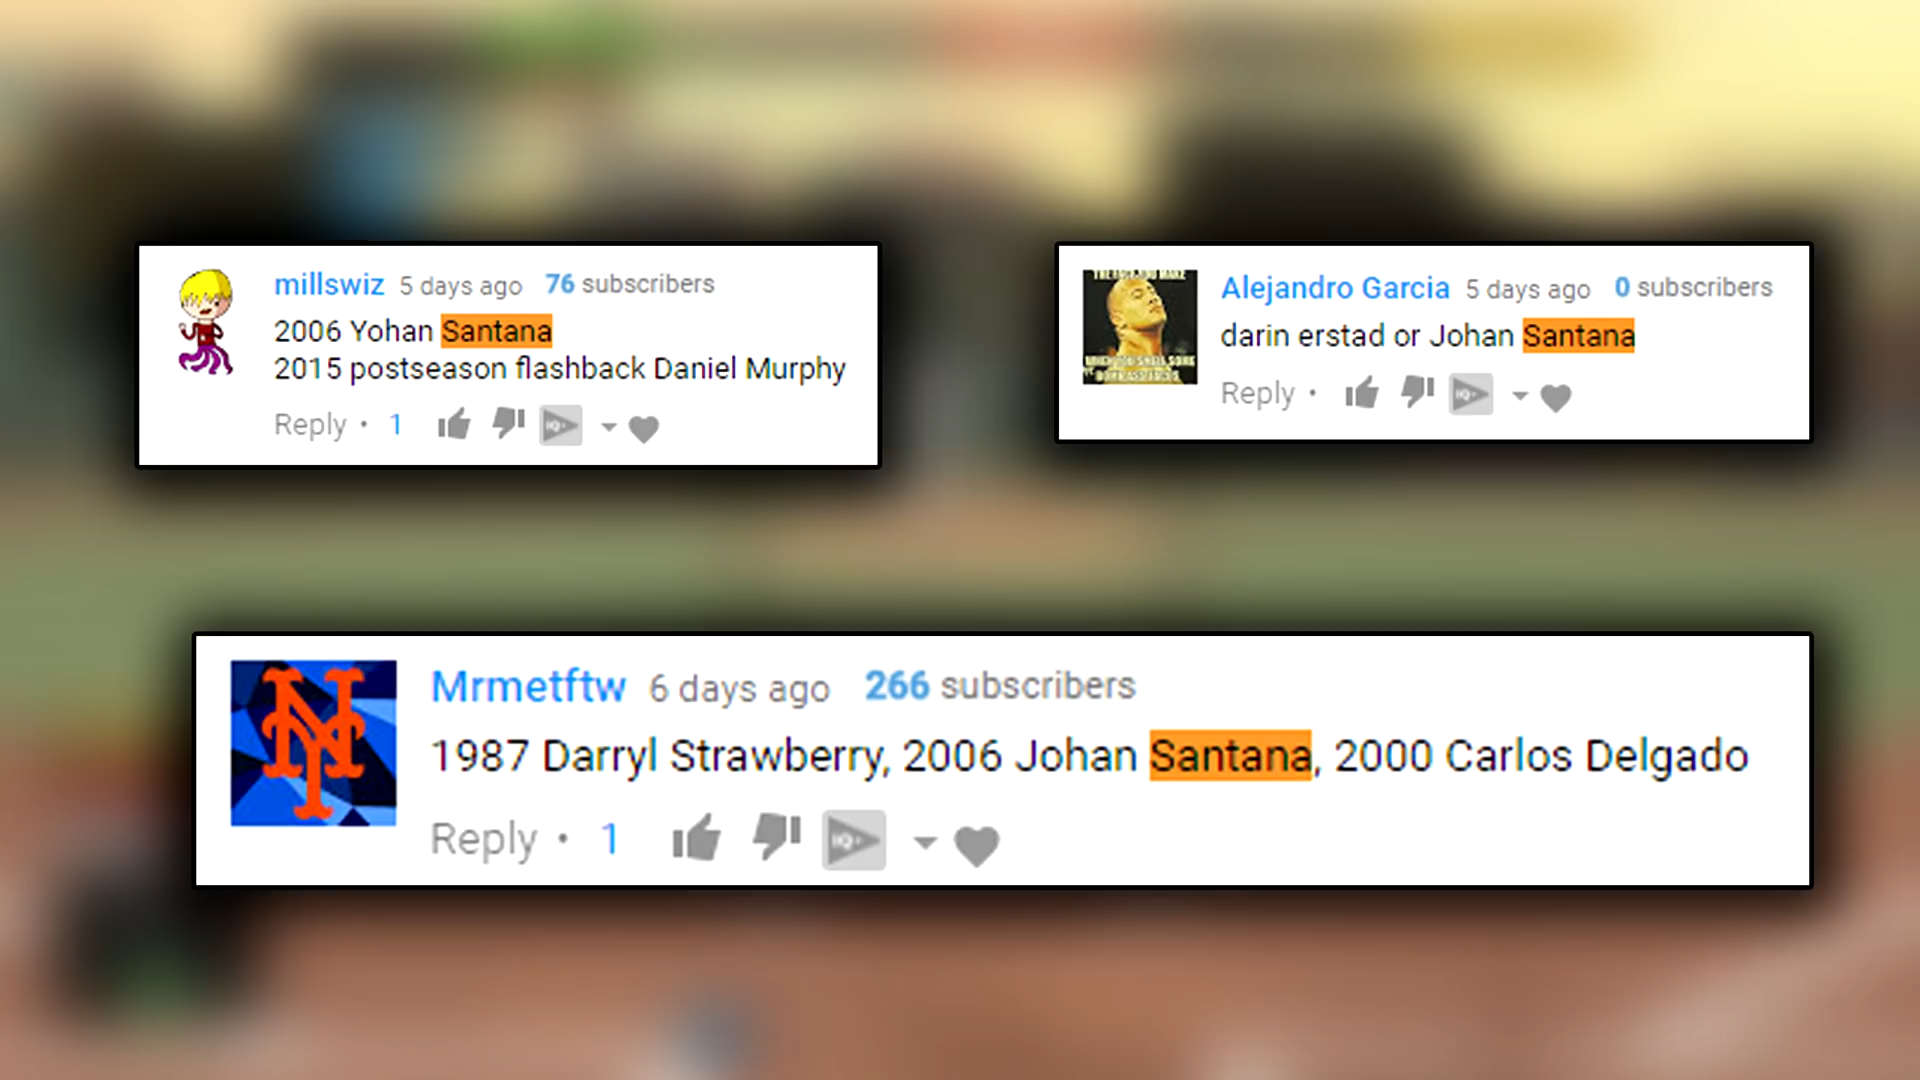 millswiz 5 days ago 76 subscribers
2006 Yohan Santana
2015 postseason flashback Daniel Murphy
Reply • 1
Alejandro Garcia 5 days ago 0 subscribers
darin erstad or Johan Santana
Reply •
Mrmetftw 6 days ago 266 subscribers
1987 Darryl Strawberry, 2006 Johan Santana, 2000 Carlos Delgado
Reply • 1